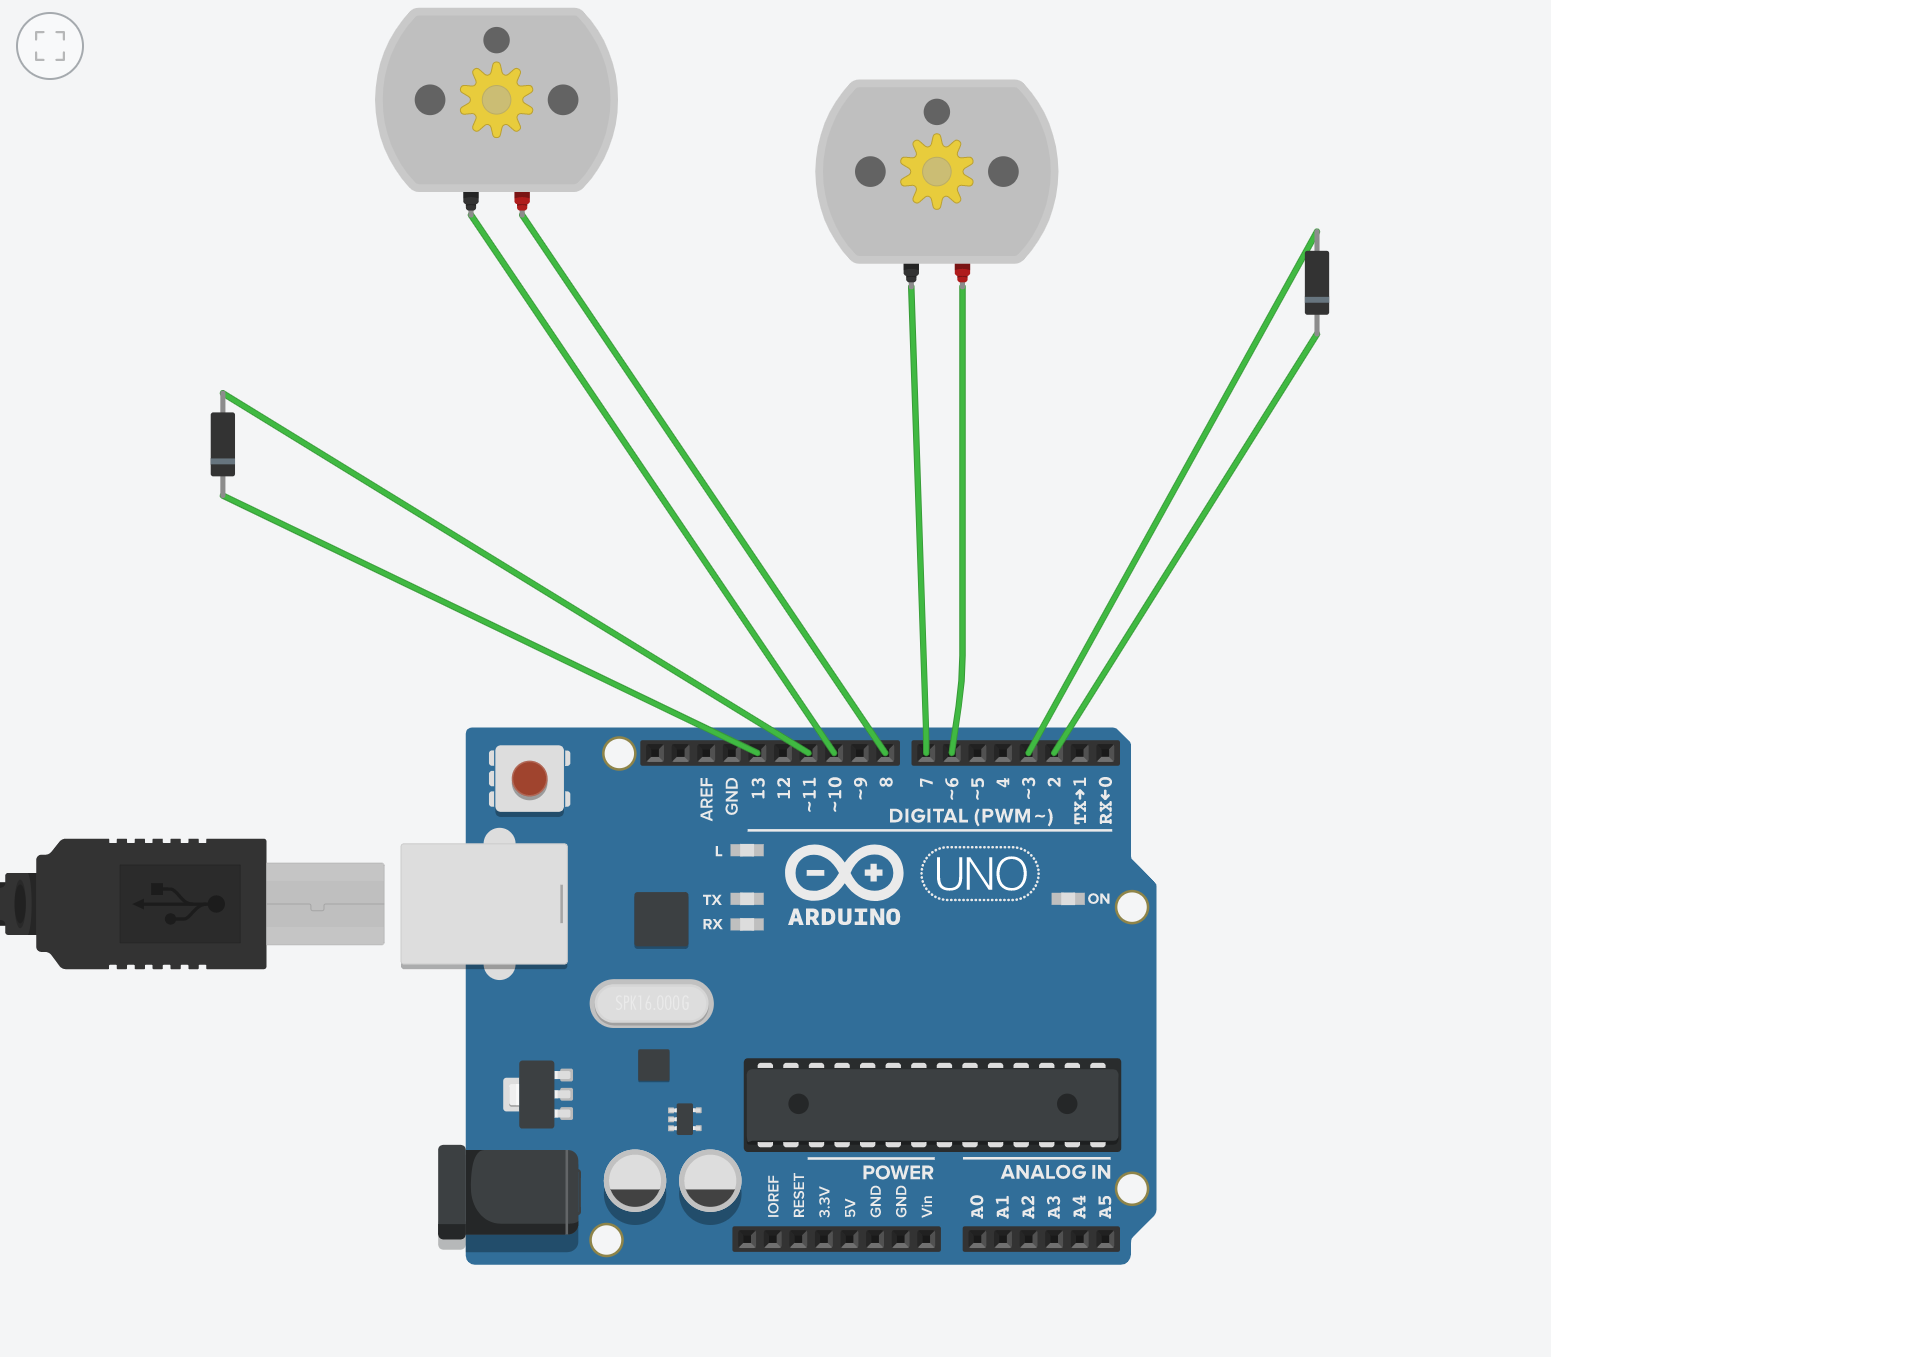 AREF
GND
13
12
~11
~10
~9
8
7
~6
~5
4
~3
2
TX→1
RX←0
DIGITAL (PWM~)
L
TX
RX
ARDUINO
UNO
ON
SPK16.000G
POWER
ANALOG IN
IOREF
RESET
3.3V
5V
GND
GND
Vin
A0
A1
A2
A3
A4
A5